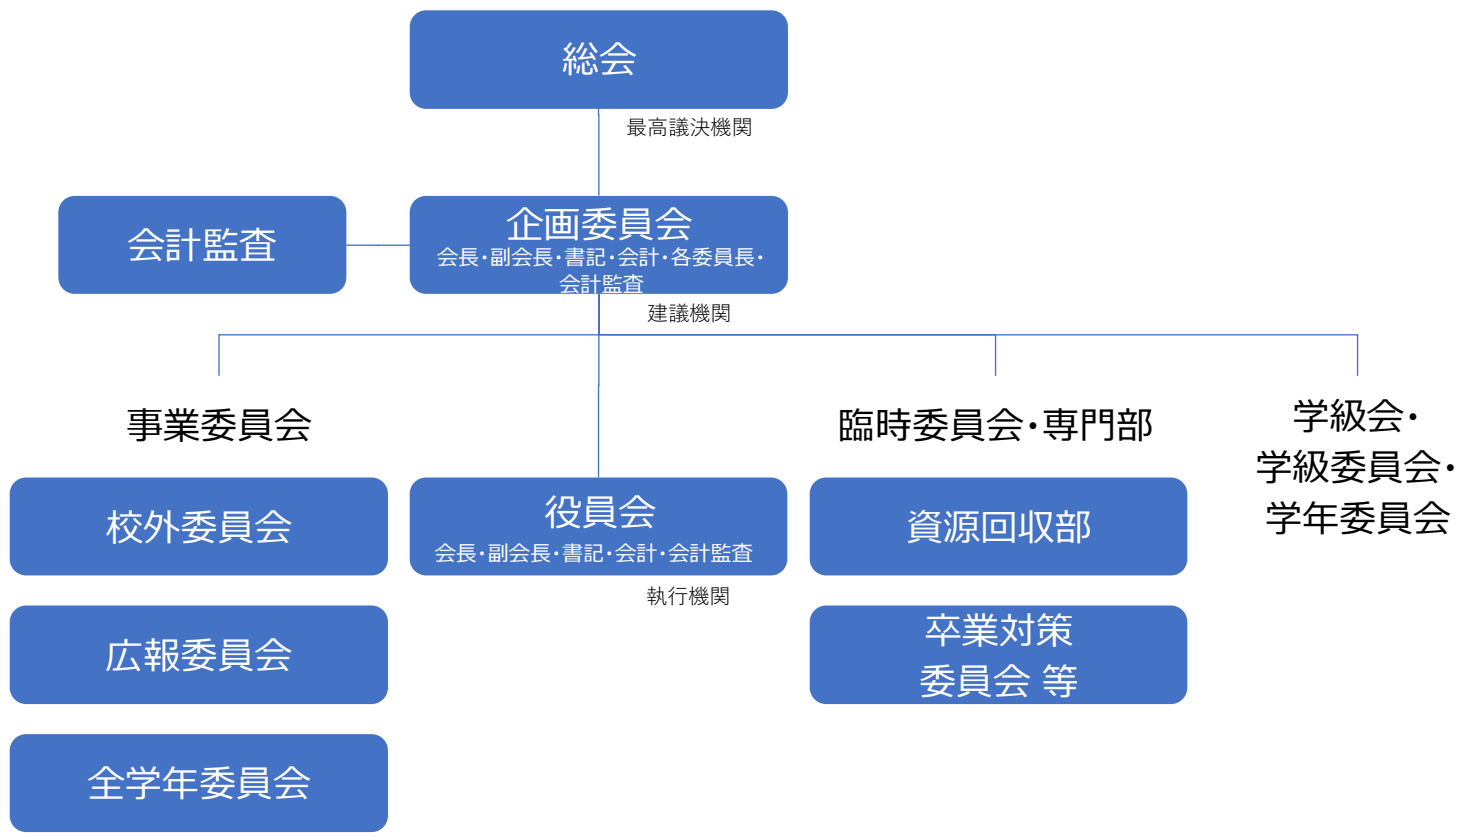 総会
最高議決機関
会計監査
企画委員会
会長・副会長・書記・会計・各委員長・
会計監査
建議機関
事業委員会
校外委員会
広報委員会
全学年委員会
役員会
会長・副会長・書記・会計・会計監査
執行機関
臨時委員会・専門部
資源回収部
卒業対策
委員会 等
学級会・
学級委員会・
学年委員会